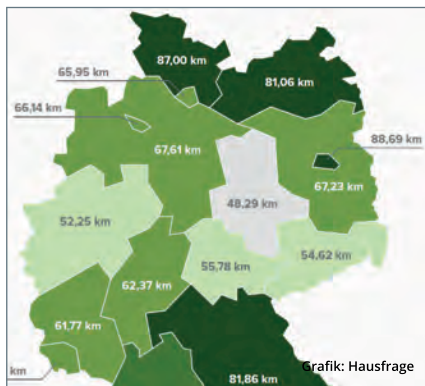 87,00 km
65,95 km
81,06 km
66,14 km
67,61 km
88,69 km
67,23 km
48,29 km
52,25 km
54,62 km
55,78 km
62,37 km
61,77 km
km
81,86 km
Grafik: Hausfrage